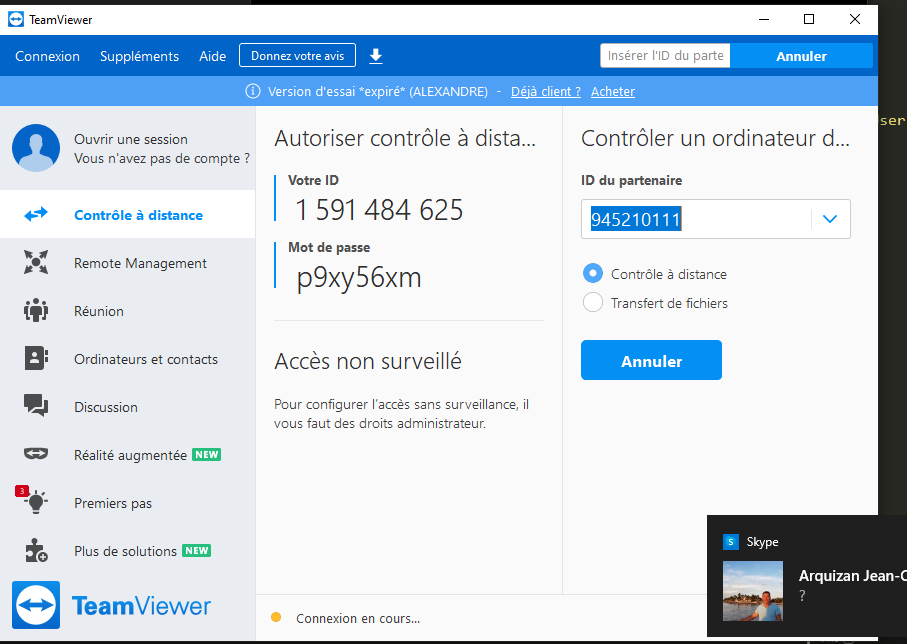 TeamViewer
Connexion Suppléments Aide Donnez votre avis Insérer l'ID du parte Annuler
Version d'essai *expiré* (ALEXANDRE) - Déjà client ? Acheter
ser
Ouvrir une session
Vous n'avez pas de compte ?
Contrôle à distance
Remote Management
Réunion
Ordinateurs et contacts
Discussion
Réalité augmentée NEW
3
Premiers pas
Plus de solutions NEW
TeamViewer
Autoriser contrôle à dista...
Votre ID
1 591 484 625
Mot de passe
p9xy56xm
Accès non surveillé
Pour configurer l'accès sans surveillance, il
vous faut des droits administrateur.
Contrôler un ordinateur d...
ID du partenaire
945210111
Contrôle à distance
Transfert de fichiers
Annuler
Connexion en cours...
S Skype
Arquizan Jean-C
?